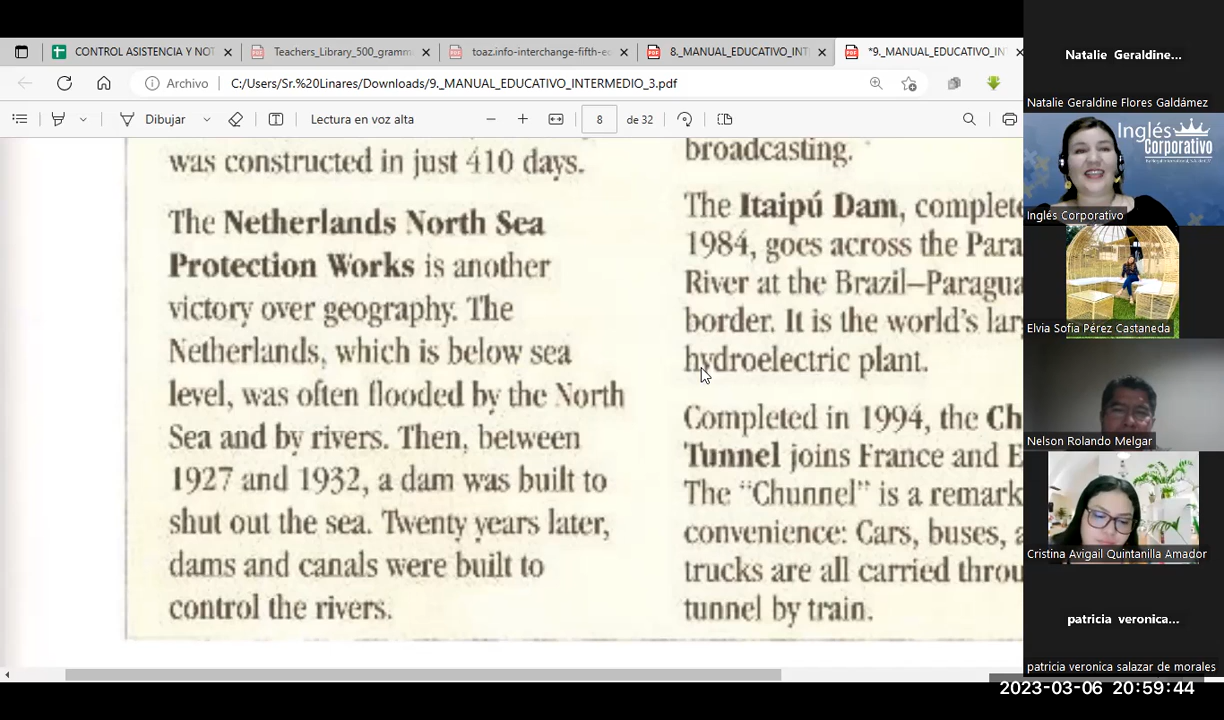 CONTROL ASISTENCIA Y NOT
Teachers_Library_500_gramm
toaz.info-interchange-fifth-ed
8._MANUAL_EDUCATIVO_INT
*9._MANUAL_EDUCATIVO_IN
Archivo
C:/Users/Sr.%20Linares/Downloads/9._MANUAL_EDUCATIVO_INTERMEDIO_3.pdf
Dibujar
Lectura en voz alta
8
de 32
was constructed in just 410 days.
The Netherlands North Sea
Protection Works is another
victory over geography. The
Netherlands, which is below sea
level, was often flooded by the North
Sea and by rivers. Then, between
1927 and 1932, a dam was built to
shut out the sea. Twenty years later,
dams and canals were built to
control the rivers.
broadcasting.
The Itaipú Dam, complete
1984, goes across the Para
River at the Brazil–Paragua
border. It is the world's larg
hydroelectric plant.
Completed in 1994, the Ch
Tunnel joins France and E
The “Chunnel” is a remark
convenience: Cars, buses, a
trucks are all carried throu
tunnel by train.
Natalie Geraldine...
Natalie Geraldine Flores Galdámez
Inglés
Corporativo
Inglés Corporativo
Elvia Sofia Pérez Castaneda
Nelson Rolando Melgar
Cristina Avigail Quintanilla Amador
patricia veronica...
patricia veronica salazar de morales
2023-03-06 20:59:44